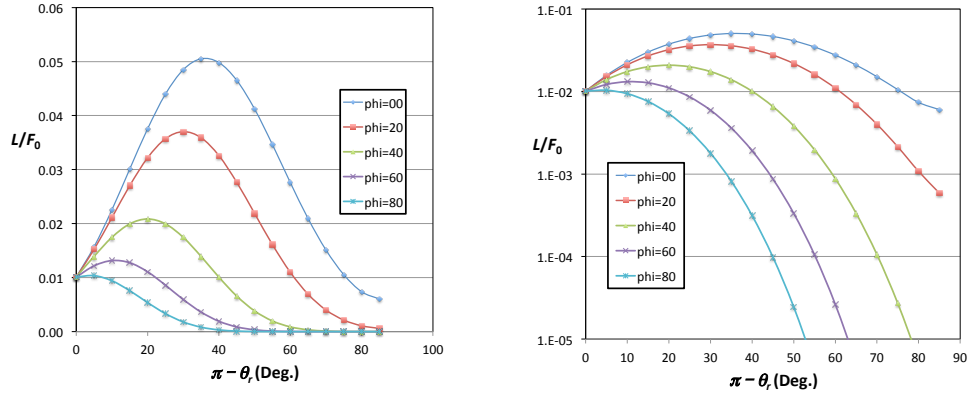 0.06
0.05
0.04
L/F₀
0.03
0.02
0.01
0.00
0 20 40 60 80 100
π − θᵣ (Deg.)
phi=00
phi=20
phi=40
phi=60
phi=80
1.E-01
1.E-02
L/F₀
1.E-03
1.E-04
1.E-05
0 10 20 30 40 50 60 70 80 90
π − θᵣ (Deg.)
phi=00
phi=20
phi=40
phi=60
phi=80